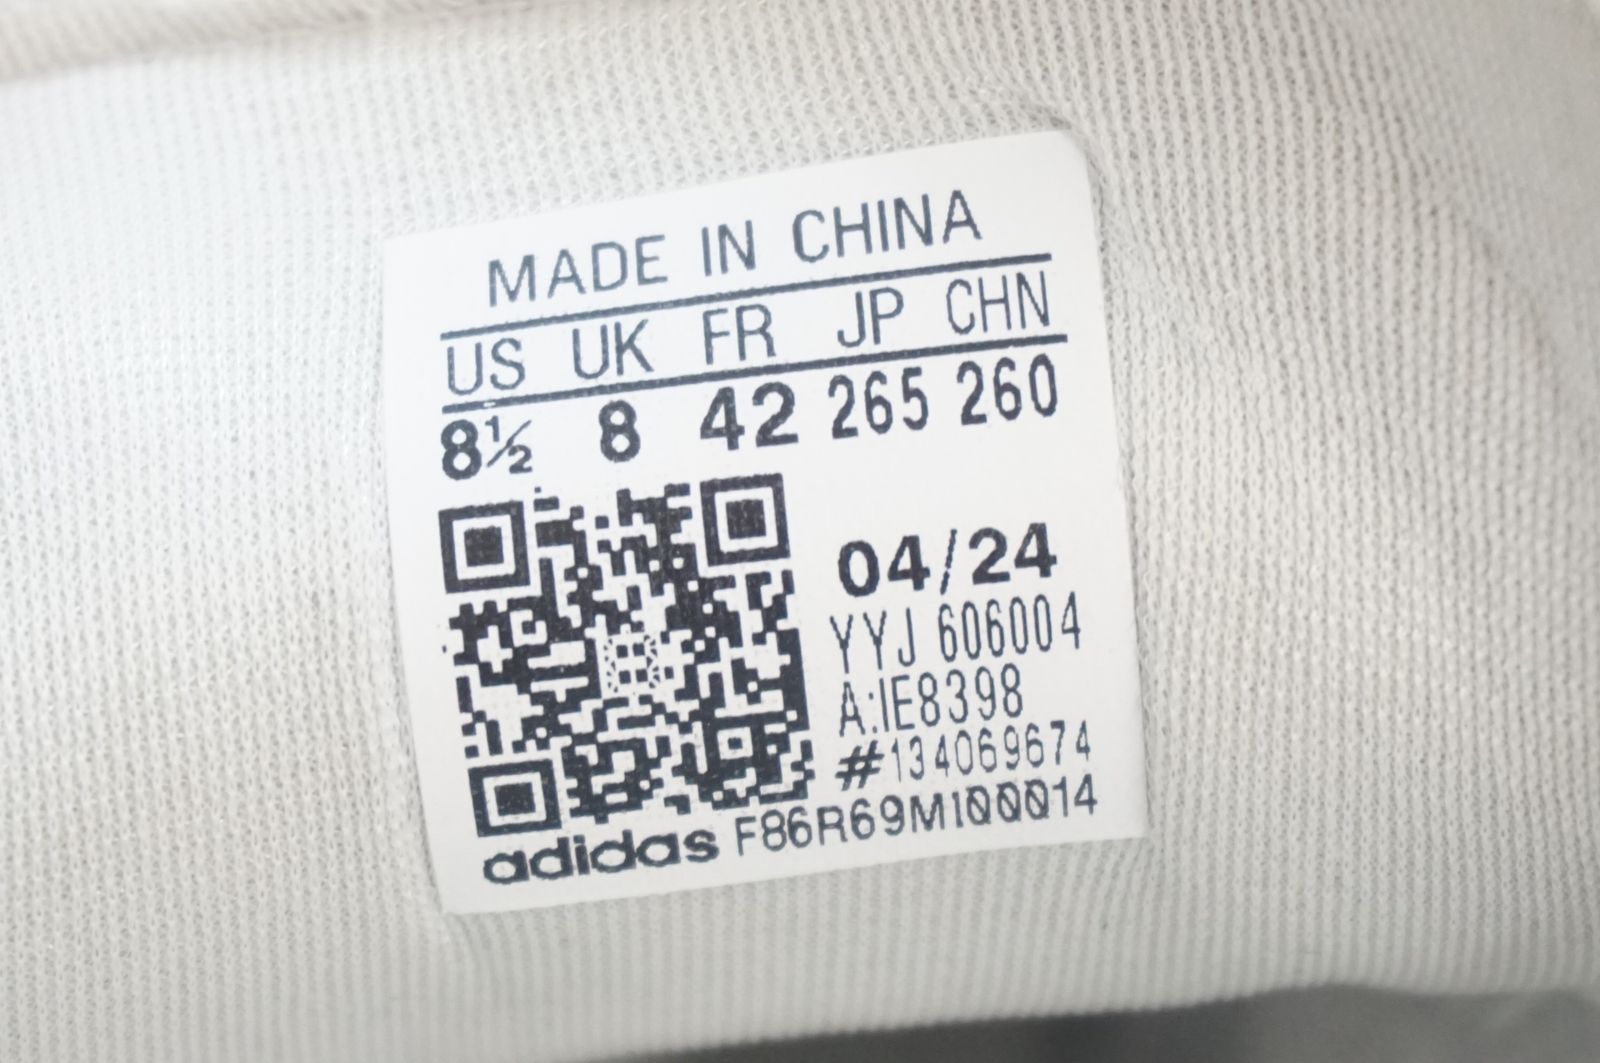 MADE IN CHINA
US UK FR JP CHN
8½ 8 42 265 260
04/24
YYJ 606004
A:IE8398
#134069674
adidas F86R69M100014